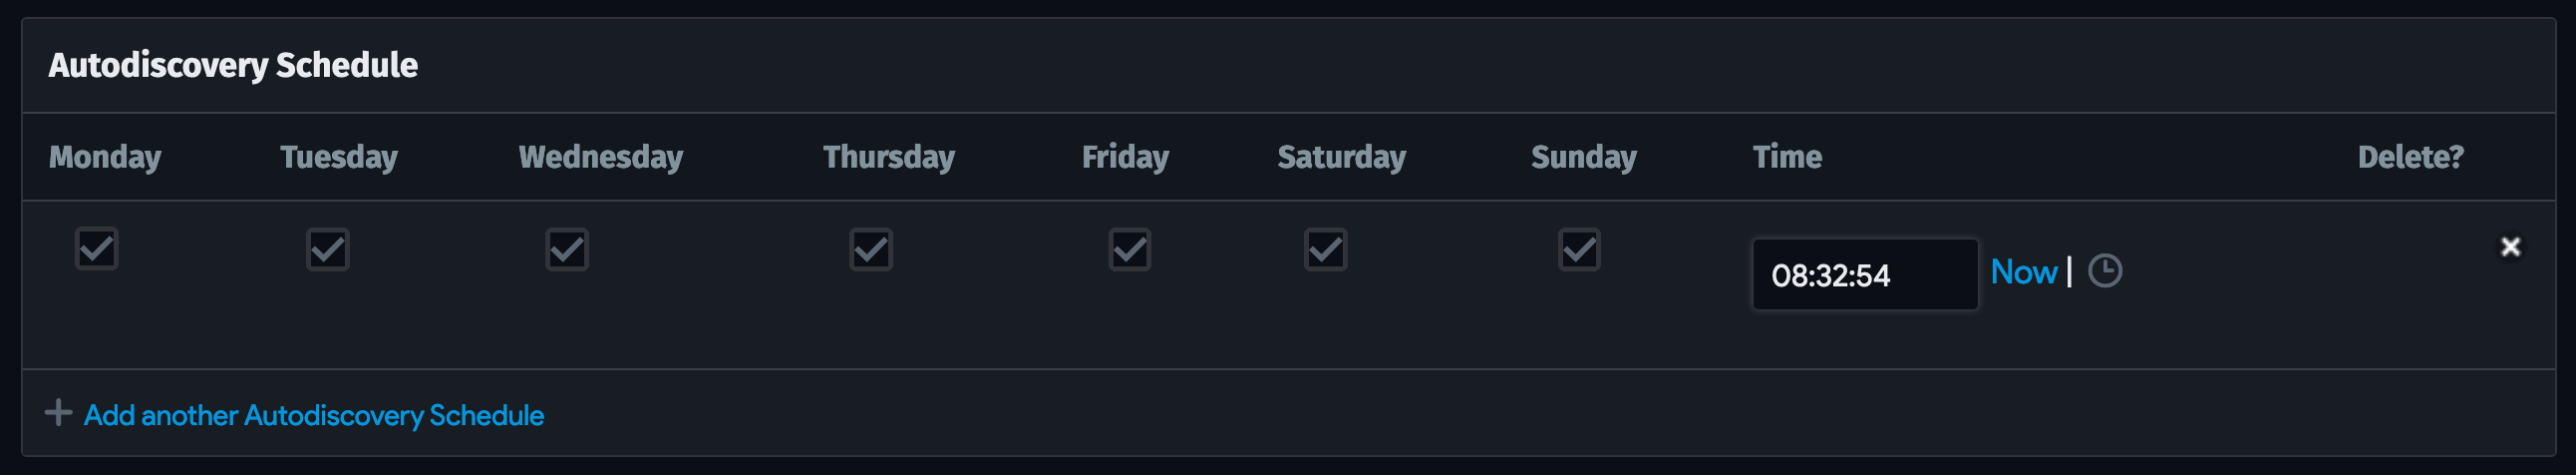 Autodiscovery Schedule
Monday Tuesday Wednesday Thursday Friday Saturday Sunday Time Delete?
08:32:54 Now |
Add another Autodiscovery Schedule